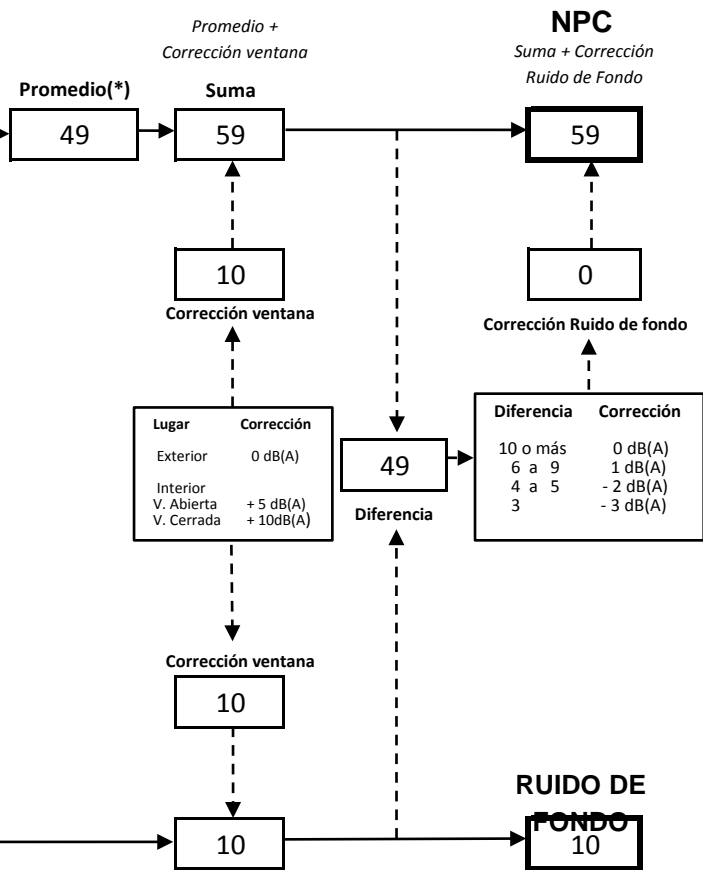 Promedio +
Corrección ventana
NPC
Suma + Corrección
Ruido de Fondo
Promedio(*)
Suma
49
59
59
10
0
Corrección ventana
Corrección Ruido de fondo
Lugar Corrección
Exterior 0 dB(A)
Interior
V. Abierta + 5 dB(A)
V. Cerrada + 10dB(A)
49
Diferencia
Diferencia Corrección
10 o más 0 dB(A)
6 a 9 1 dB(A)
4 a 5 - 2 dB(A)
3 - 3 dB(A)
Corrección ventana
10
10
RUIDO DE
FONDO
10